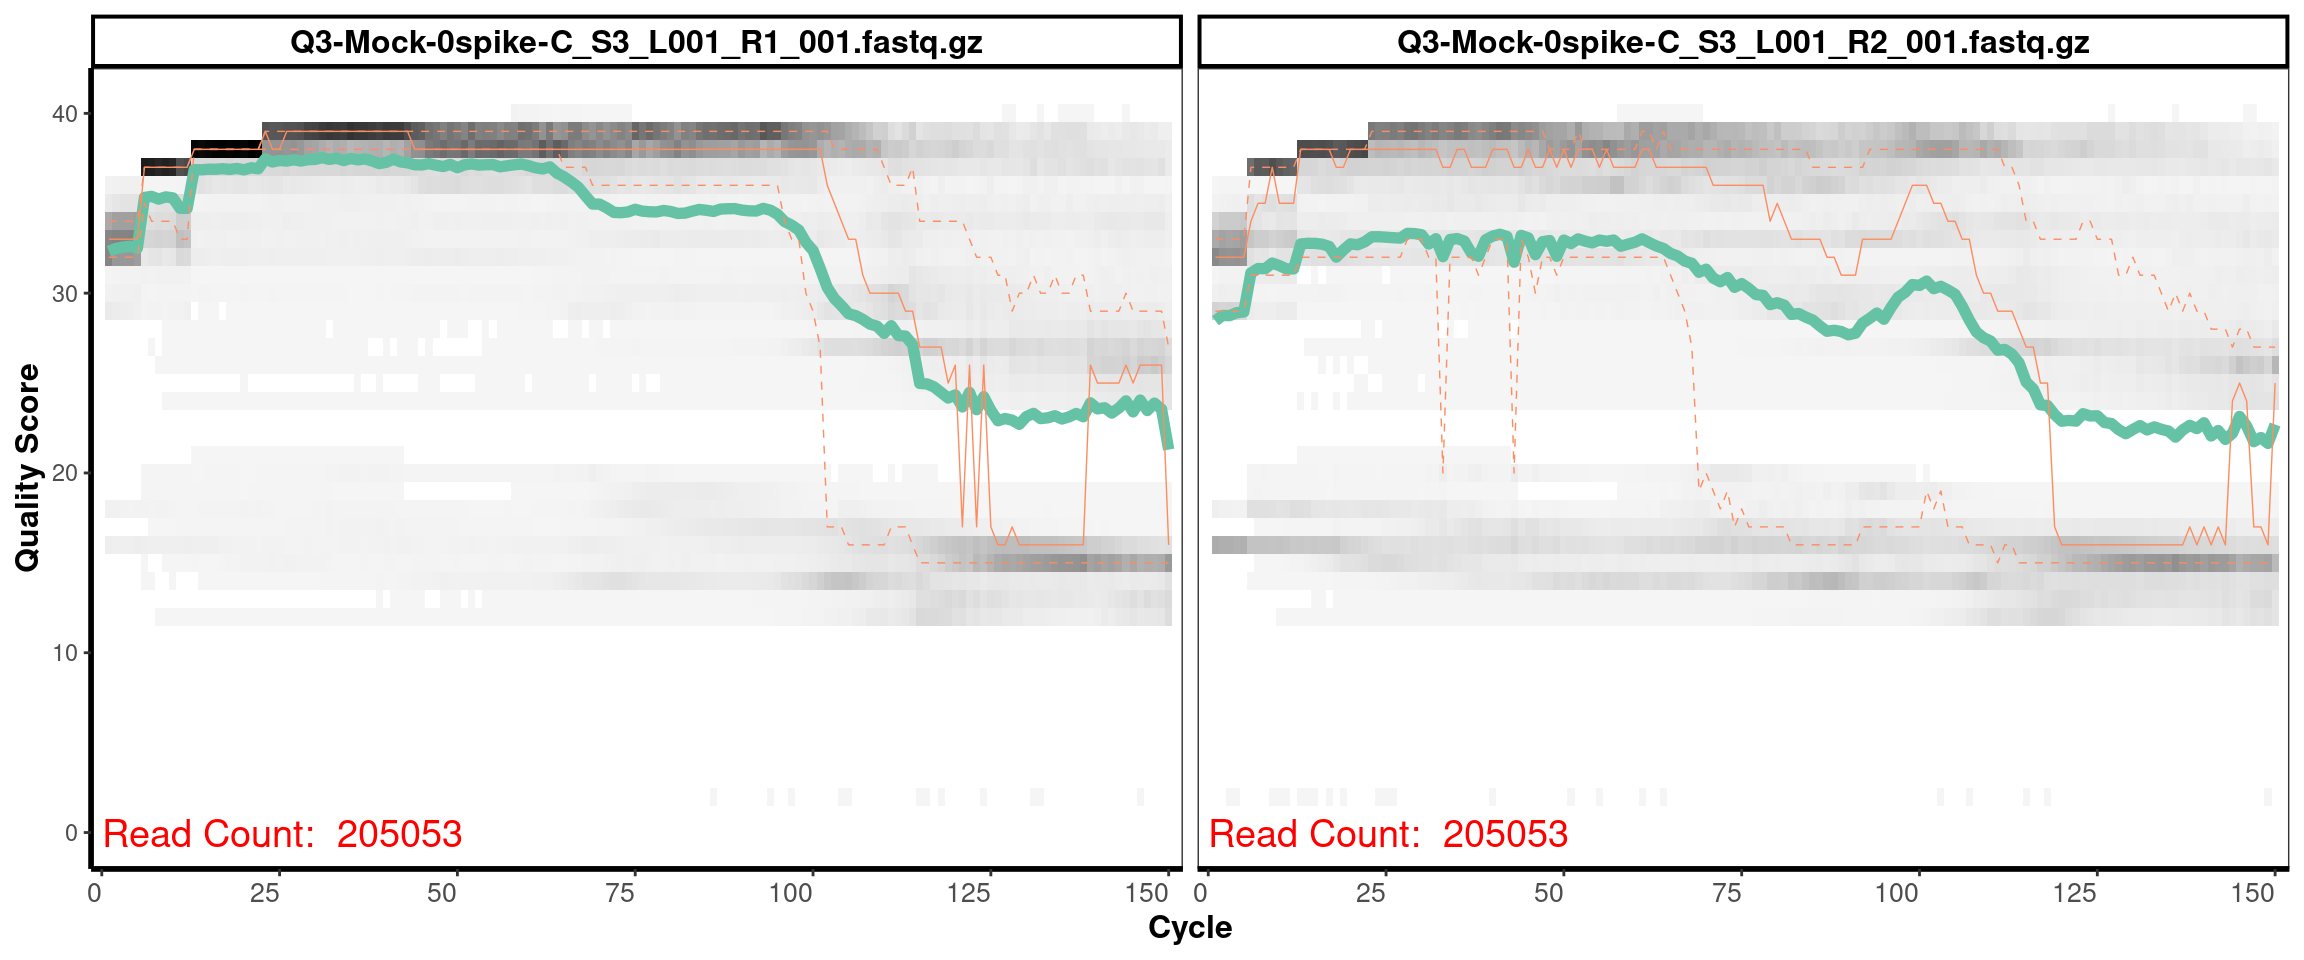 Q3-Mock-0spike-C_S3_L001_R1_001.fastq.gz
Q3-Mock-0spike-C_S3_L001_R2_001.fastq.gz
40
30
20
10
0
Quality Score
Read Count: 205053
Read Count: 205053
0 25 50 75 100 125 150
0 25 50 75 100 125 150
Cycle